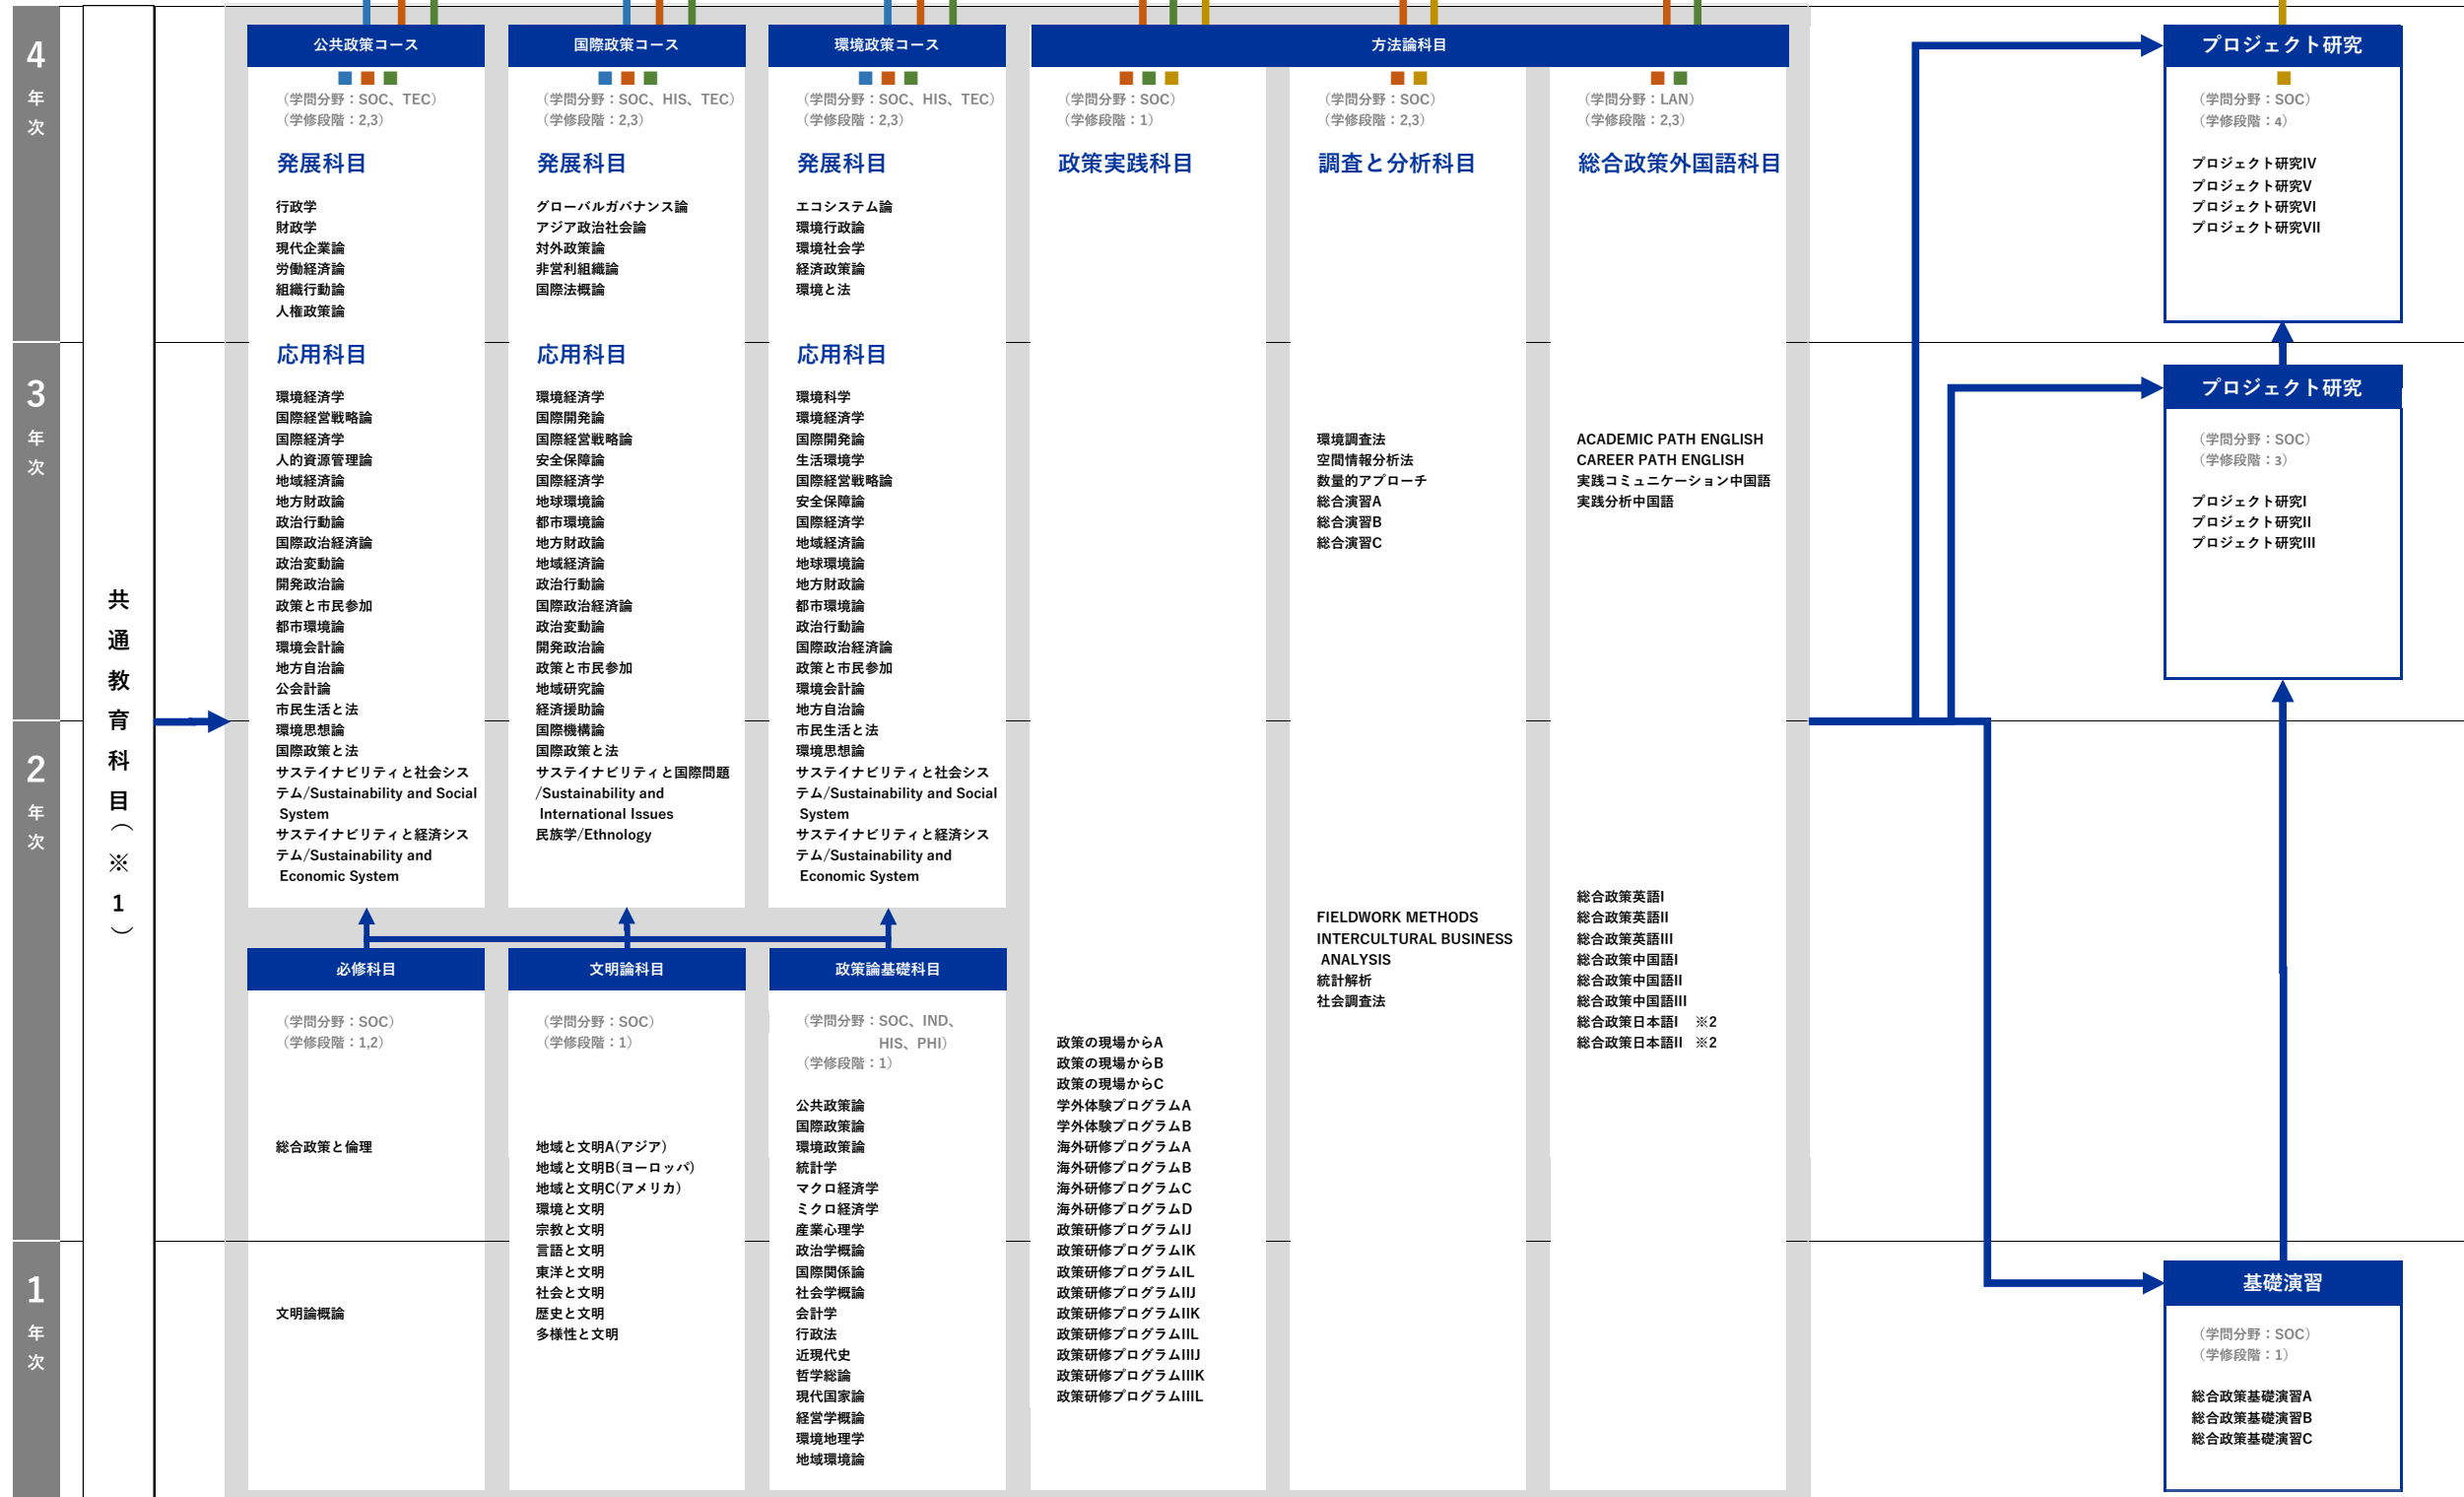 4
年
次
3
年
次
2
年
次
1
年
次
共
通
教
育
科
目
（
※
1
）
公共政策コース
（学問分野：SOC、TEC）
（学修段階：2,3）
発展科目
行政学
財政学
現代企業論
労働経済論
組織行動論
人権政策論
応用科目
環境経済学
国際経営戦略論
国際経済学
人的資源管理論
地域経済論
地方財政論
政治行動論
国際政治経済論
政治変動論
開発政治論
政策と市民参加
都市環境論
環境会計論
地方自治論
公会計論
市民生活と法
環境思想論
国際政策と法
サステイナビリティと社会シス
テム/Sustainability and Social
System
サステイナビリティと経済シス
テム/Sustainability and
Economic System
国際政策コース
（学問分野：SOC、HIS、TEC）
（学修段階：2,3）
発展科目
グローバルガバナンス論
アジア政治社会論
対外政策論
非営利組織論
国際法概論
応用科目
環境経済学
国際開発論
国際経営戦略論
安全保障論
国際経済学
地球環境論
都市環境論
地方財政論
地域経済論
政治行動論
国際政治経済論
政治変動論
開発政治論
政策と市民参加
地域研究論
経済援助論
国際機構論
国際政策と法
サステイナビリティと国際問題
/Sustainability and
International Issues
民族学/Ethnology
環境政策コース
（学問分野：SOC、HIS、TEC）
（学修段階：2,3）
発展科目
エコシステム論
環境行政論
環境社会学
経済政策論
環境と法
応用科目
環境科学
環境経済学
国際開発論
生活環境学
国際経営戦略論
安全保障論
国際経済学
地域経済論
地球環境論
地方財政論
都市環境論
政治行動論
国際政治経済論
政策と市民参加
環境会計論
地方自治論
市民生活と法
環境思想論
サステイナビリティと社会シス
テム/Sustainability and Social
System
サステイナビリティと経済シス
テム/Sustainability and
Economic System
必修科目
（学問分野：SOC）
（学修段階：1,2）
総合政策と倫理
文明論概論
文明論科目
（学問分野：SOC）
（学修段階：1）
地域と文明A(アジア)
地域と文明B(ヨーロッパ)
地域と文明C(アメリカ)
環境と文明
宗教と文明
言語と文明
東洋と文明
社会と文明
歴史と文明
多様性と文明
政策論基礎科目
（学問分野：SOC、IND、
HIS、PHI）
（学修段階：1）
公共政策論
国際政策論
環境政策論
統計学
マクロ経済学
ミクロ経済学
産業心理学
政治学概論
国際関係論
社会学概論
会計学
行政法
近現代史
哲学総論
現代国家論
経営学概論
環境地理学
地域環境論
方法論科目
（学問分野：SOC）
（学修段階：1）
政策実践科目
政策の現場からA
政策の現場からB
政策の現場からC
学外体験プログラムA
学外体験プログラムB
海外研修プログラムA
海外研修プログラムB
海外研修プログラムC
海外研修プログラムD
政策研修プログラムIJ
政策研修プログラムIK
政策研修プログラムIL
政策研修プログラムIIJ
政策研修プログラムIIK
政策研修プログラムIIL
政策研修プログラムIIIJ
政策研修プログラムIIIK
政策研修プログラムIIIL
（学問分野：SOC）
（学修段階：2,3）
調査と分析科目
環境調査法
空間情報分析法
数量的アプローチ
総合演習A
総合演習B
総合演習C
FIELDWORK METHODS
INTERCULTURAL BUSINESS
ANALYSIS
統計解析
社会調査法
（学問分野：LAN）
（学修段階：2,3）
総合政策外国語科目
ACADEMIC PATH ENGLISH
CAREER PATH ENGLISH
実践コミュニケーション中国語
実践分析中国語
総合政策英語I
総合政策英語II
総合政策英語III
総合政策中国語I
総合政策中国語II
総合政策中国語III
総合政策日本語I　※2
総合政策日本語II　※2
プロジェクト研究
（学問分野：SOC）
（学修段階：4）
プロジェクト研究IV
プロジェクト研究V
プロジェクト研究VI
プロジェクト研究VII
プロジェクト研究
（学問分野：SOC）
（学修段階：3）
プロジェクト研究I
プロジェクト研究II
プロジェクト研究III
基礎演習
（学問分野：SOC）
（学修段階：1）
総合政策基礎演習A
総合政策基礎演習B
総合政策基礎演習C